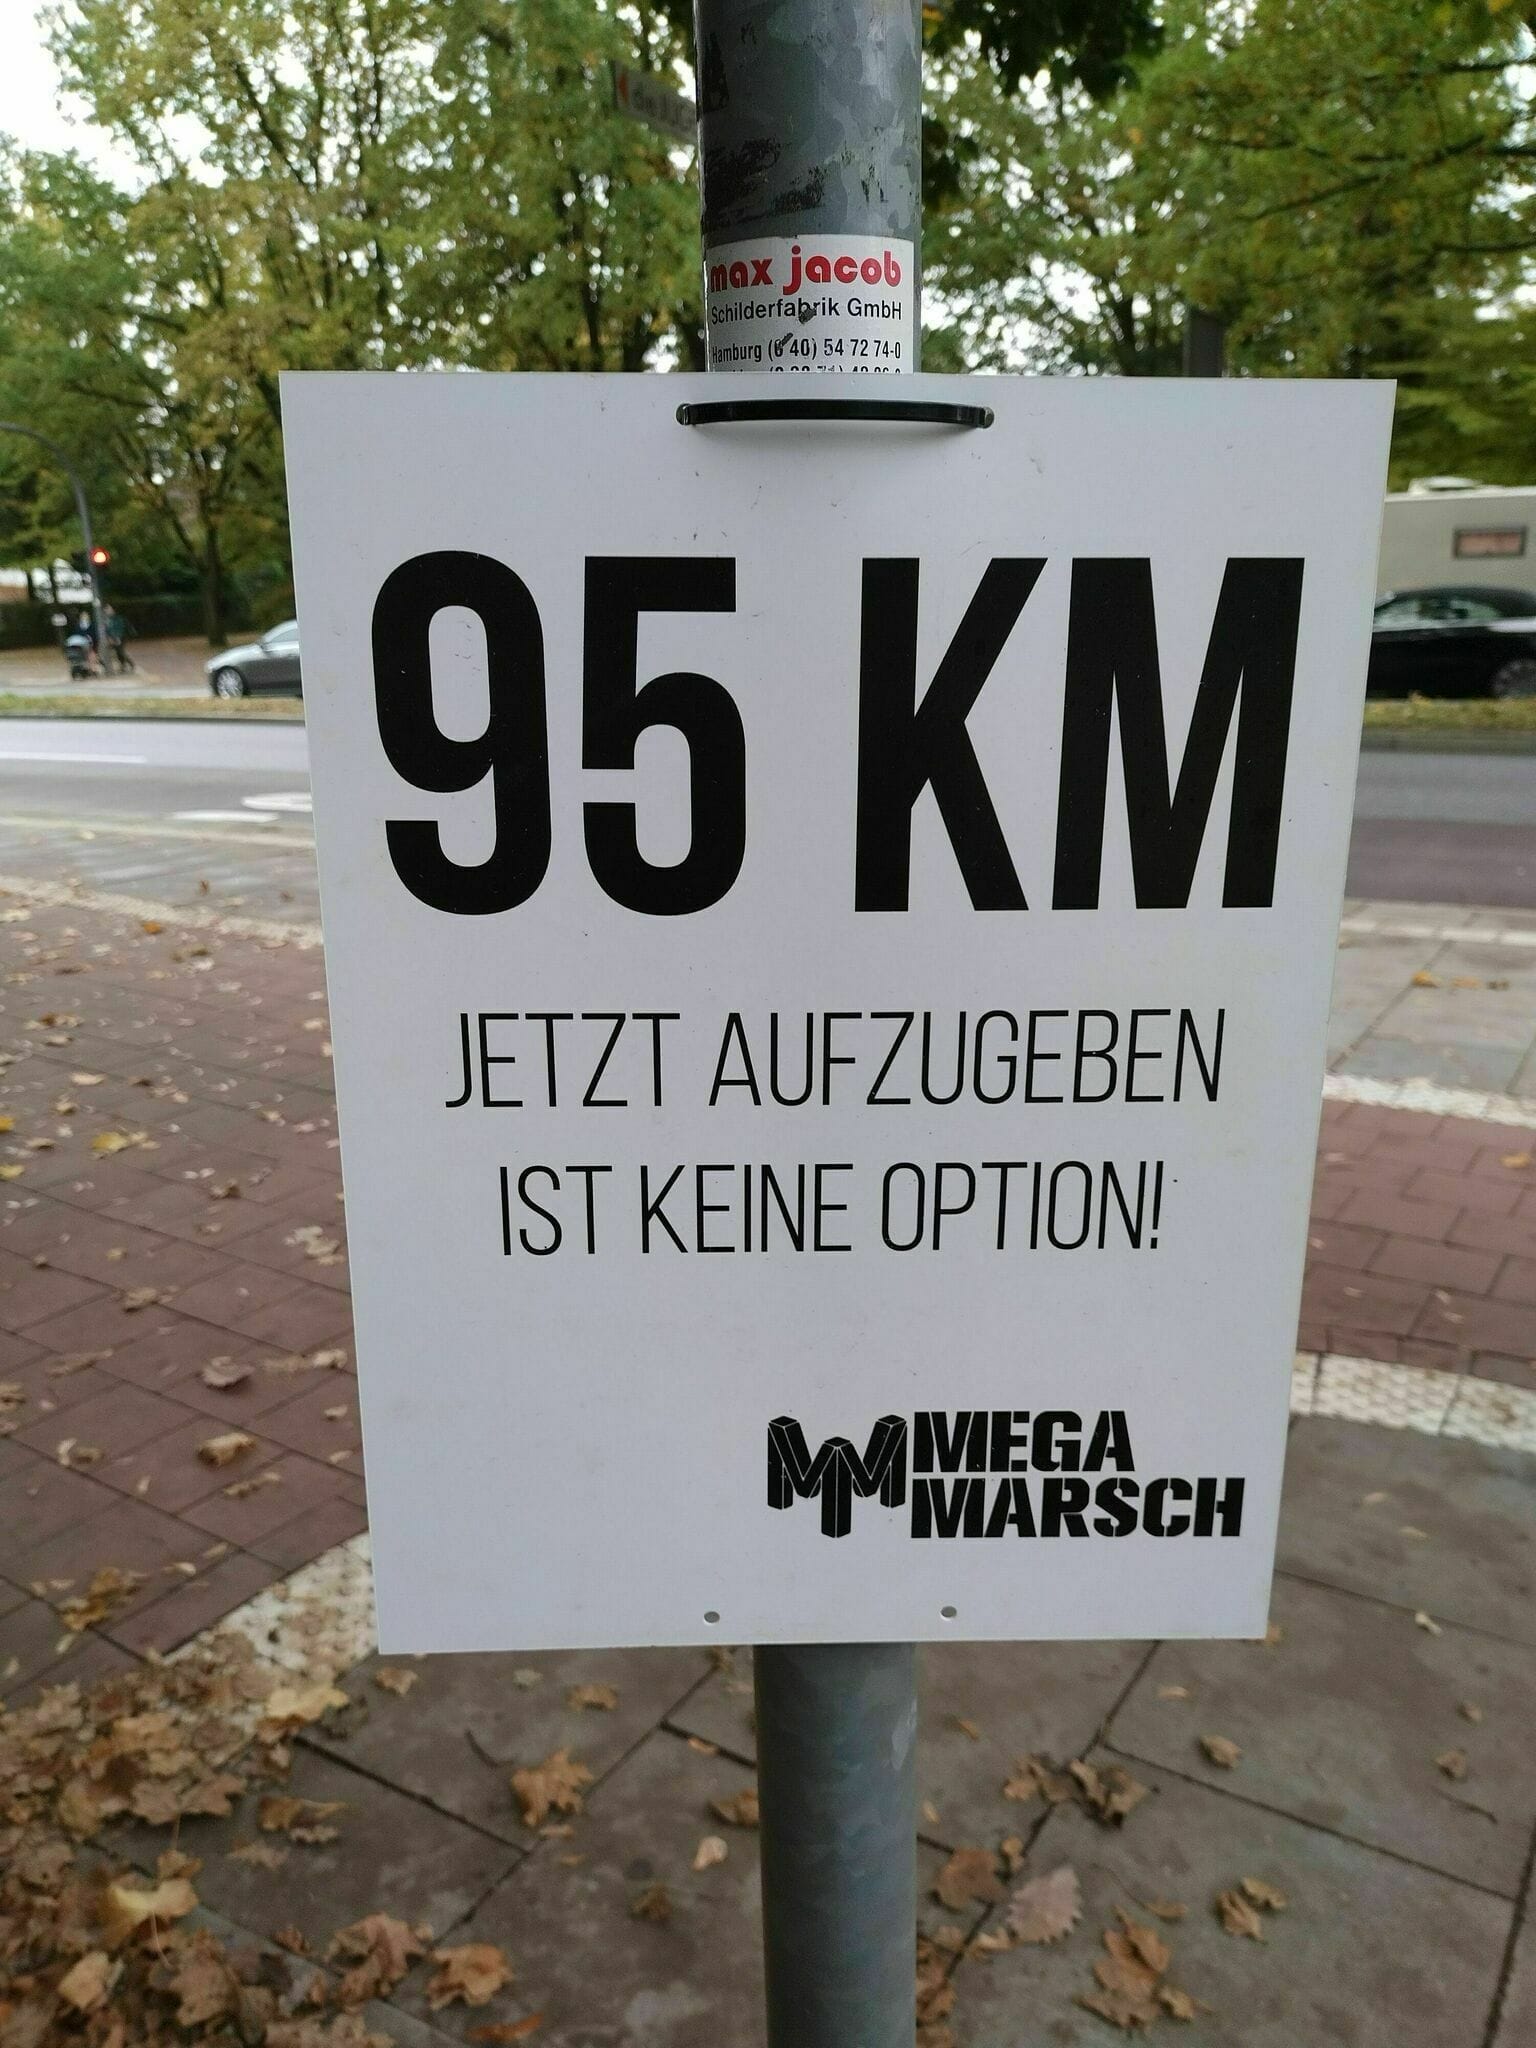 max jacob
Schilderfabrik GmbH
Hamburg (0 40) 54 72 74-0
95 KM
JETZT AUFZUGEBEN
IST KEINE OPTION!
MEGA
MARSCH